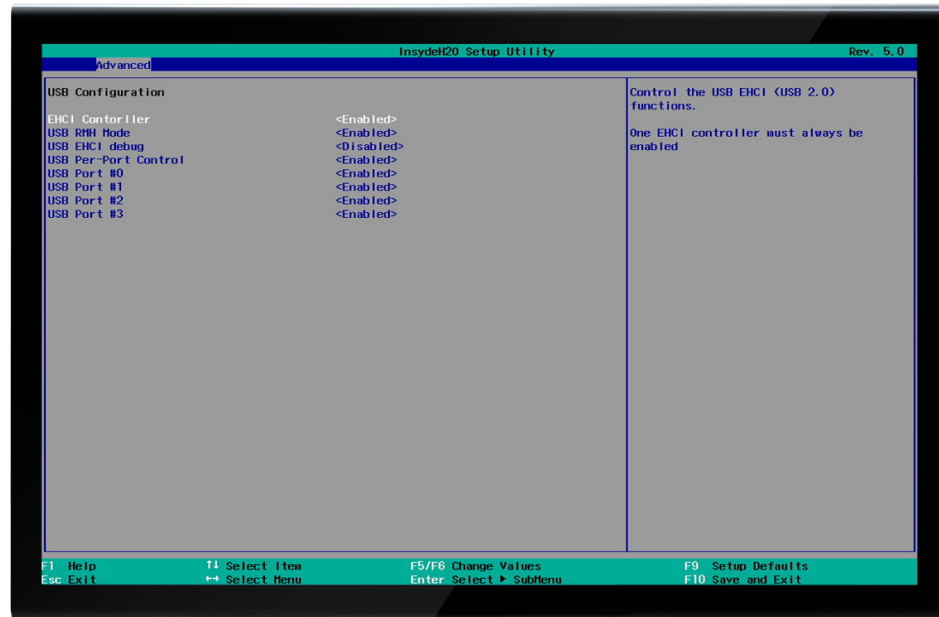 InsydeH2O Setup Utility Rev. 5.0
Advanced
USB Configuration
EHCI Contorller <Enabled>
USB RMH Mode <Enabled>
USB EHCI debug <Disabled>
USB Per-Port Control <Enabled>
USB Port #0 <Enabled>
USB Port #1 <Enabled>
USB Port #2 <Enabled>
USB Port #3 <Enabled>
Control the USB EHCI (USB 2.0)
functions.
One EHCI controller must always be
enabled
F1 Help ↑↓ Select Item F5/F6 Change Values F9 Setup Defaults
Esc Exit ↔ Select Menu Enter Select ▶ SubMenu F10 Save and Exit